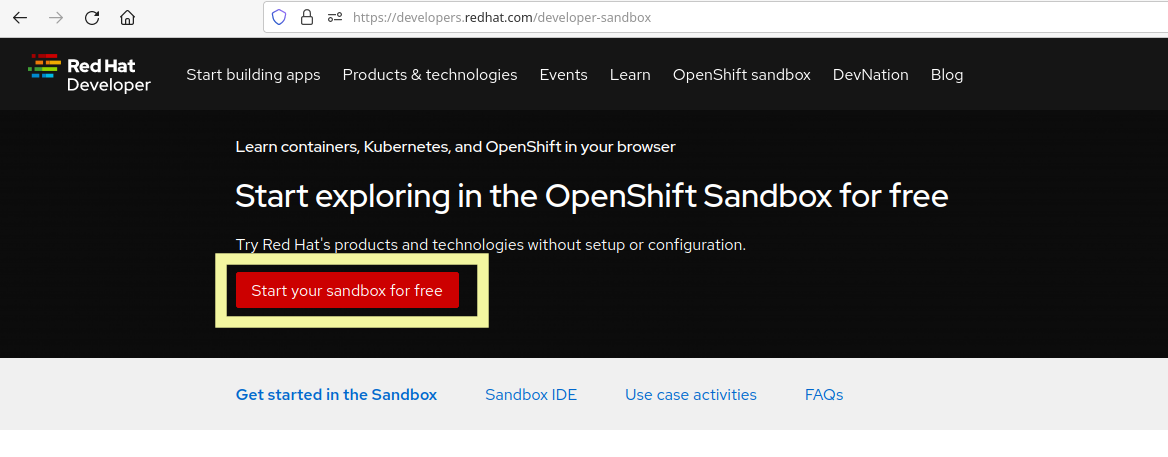 https://developers.redhat.com/developer-sandbox
Red Hat
Developer
Start building apps
Products & technologies
Events
Learn
OpenShift sandbox
DevNation
Blog
Learn containers, Kubernetes, and OpenShift in your browser
Start exploring in the OpenShift Sandbox for free
Try Red Hat's products and technologies without setup or configuration.
Start your sandbox for free
Get started in the Sandbox
Sandbox IDE
Use case activities
FAQs